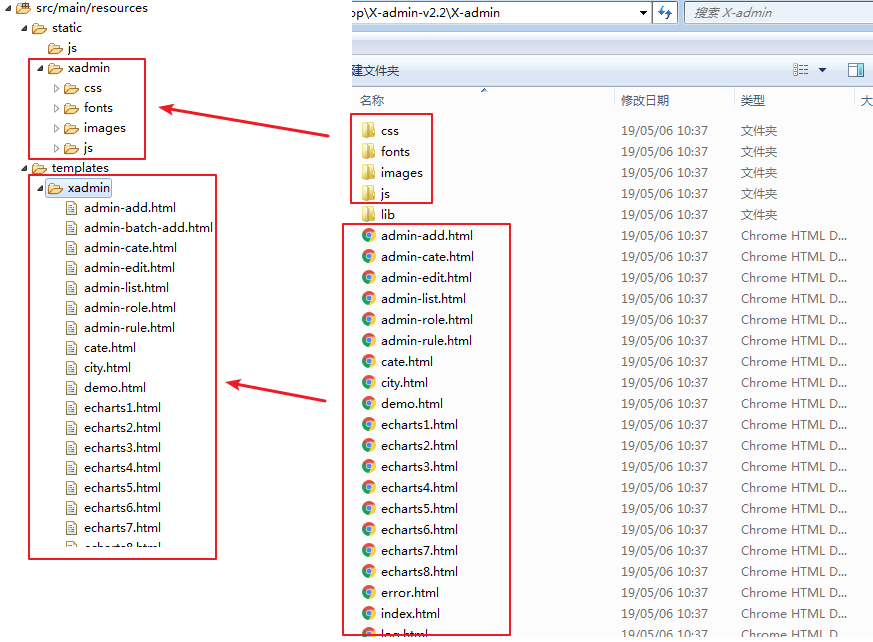 src/main/resources
static
js
xadmin
css
fonts
images
js
templates
xadmin
admin-add.html
admin-batch-add.html
admin-cate.html
admin-edit.html
admin-list.html
admin-role.html
admin-rule.html
cate.html
city.html
demo.html
echarts1.html
echarts2.html
echarts3.html
echarts4.html
echarts5.html
echarts6.html
echarts7.html
echarts8.html
op\X-admin-v2.2\X-admin 搜索 X-admin
建文件夹
名称 修改日期 类型 大
css 19/05/06 10:37 文件夹
fonts 19/05/06 10:37 文件夹
images 19/05/06 10:37 文件夹
js 19/05/06 10:37 文件夹
lib 19/05/06 10:37 文件夹
admin-add.html 19/05/06 10:37 Chrome HTML D...
admin-cate.html 19/05/06 10:37 Chrome HTML D...
admin-edit.html 19/05/06 10:37 Chrome HTML D...
admin-list.html 19/05/06 10:37 Chrome HTML D...
admin-role.html 19/05/06 10:37 Chrome HTML D...
admin-rule.html 19/05/06 10:37 Chrome HTML D...
cate.html 19/05/06 10:37 Chrome HTML D...
city.html 19/05/06 10:37 Chrome HTML D...
demo.html 19/05/06 10:37 Chrome HTML D...
echarts1.html 19/05/06 10:37 Chrome HTML D...
echarts2.html 19/05/06 10:37 Chrome HTML D...
echarts3.html 19/05/06 10:37 Chrome HTML D...
echarts4.html 19/05/06 10:37 Chrome HTML D...
echarts5.html 19/05/06 10:37 Chrome HTML D...
echarts6.html 19/05/06 10:37 Chrome HTML D...
echarts7.html 19/05/06 10:37 Chrome HTML D...
echarts8.html 19/05/06 10:37 Chrome HTML D...
error.html 19/05/06 10:37 Chrome HTML D...
index.html 19/05/06 10:37 Chrome HTML D...
log.html 19/05/06 10:37 Chrome HTML D...